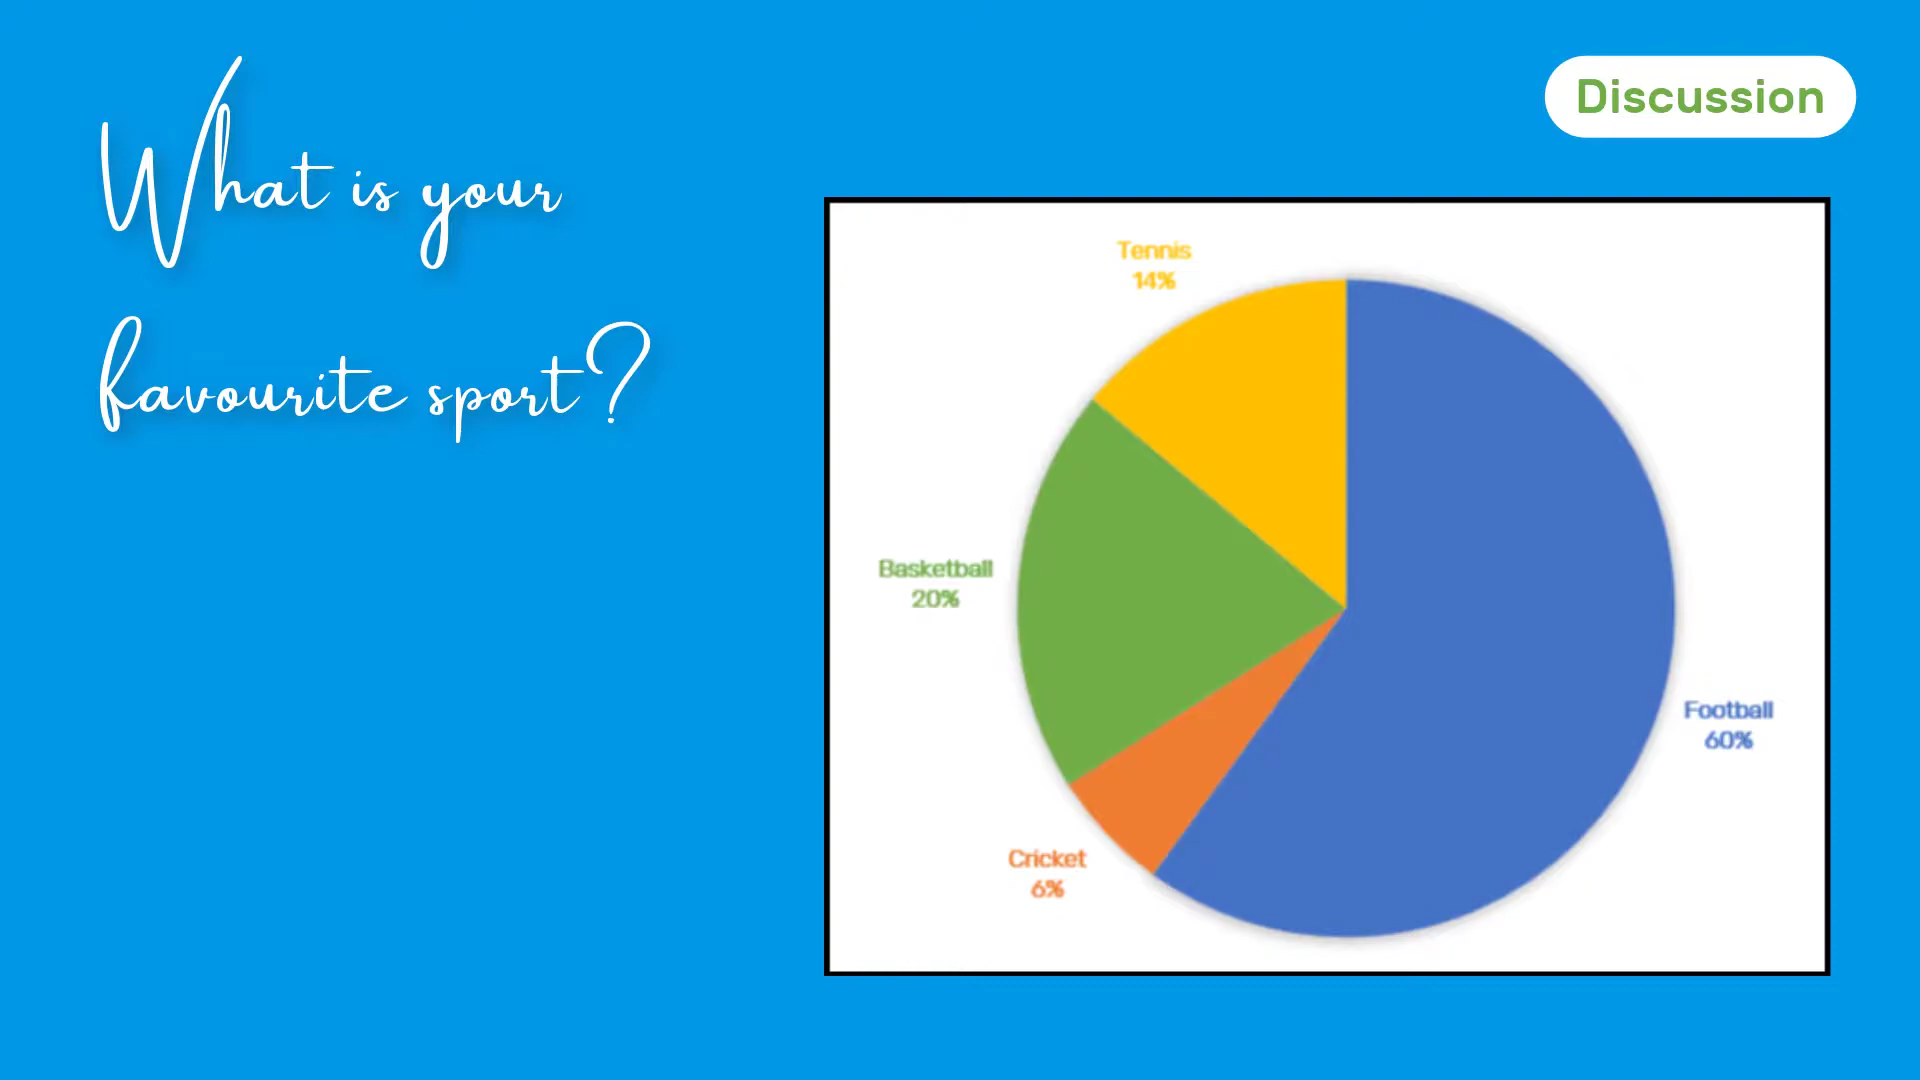 What is your
favourite sport?
Discussion
Tennis
14%
Basketball
20%
Football
60%
Cricket
6%